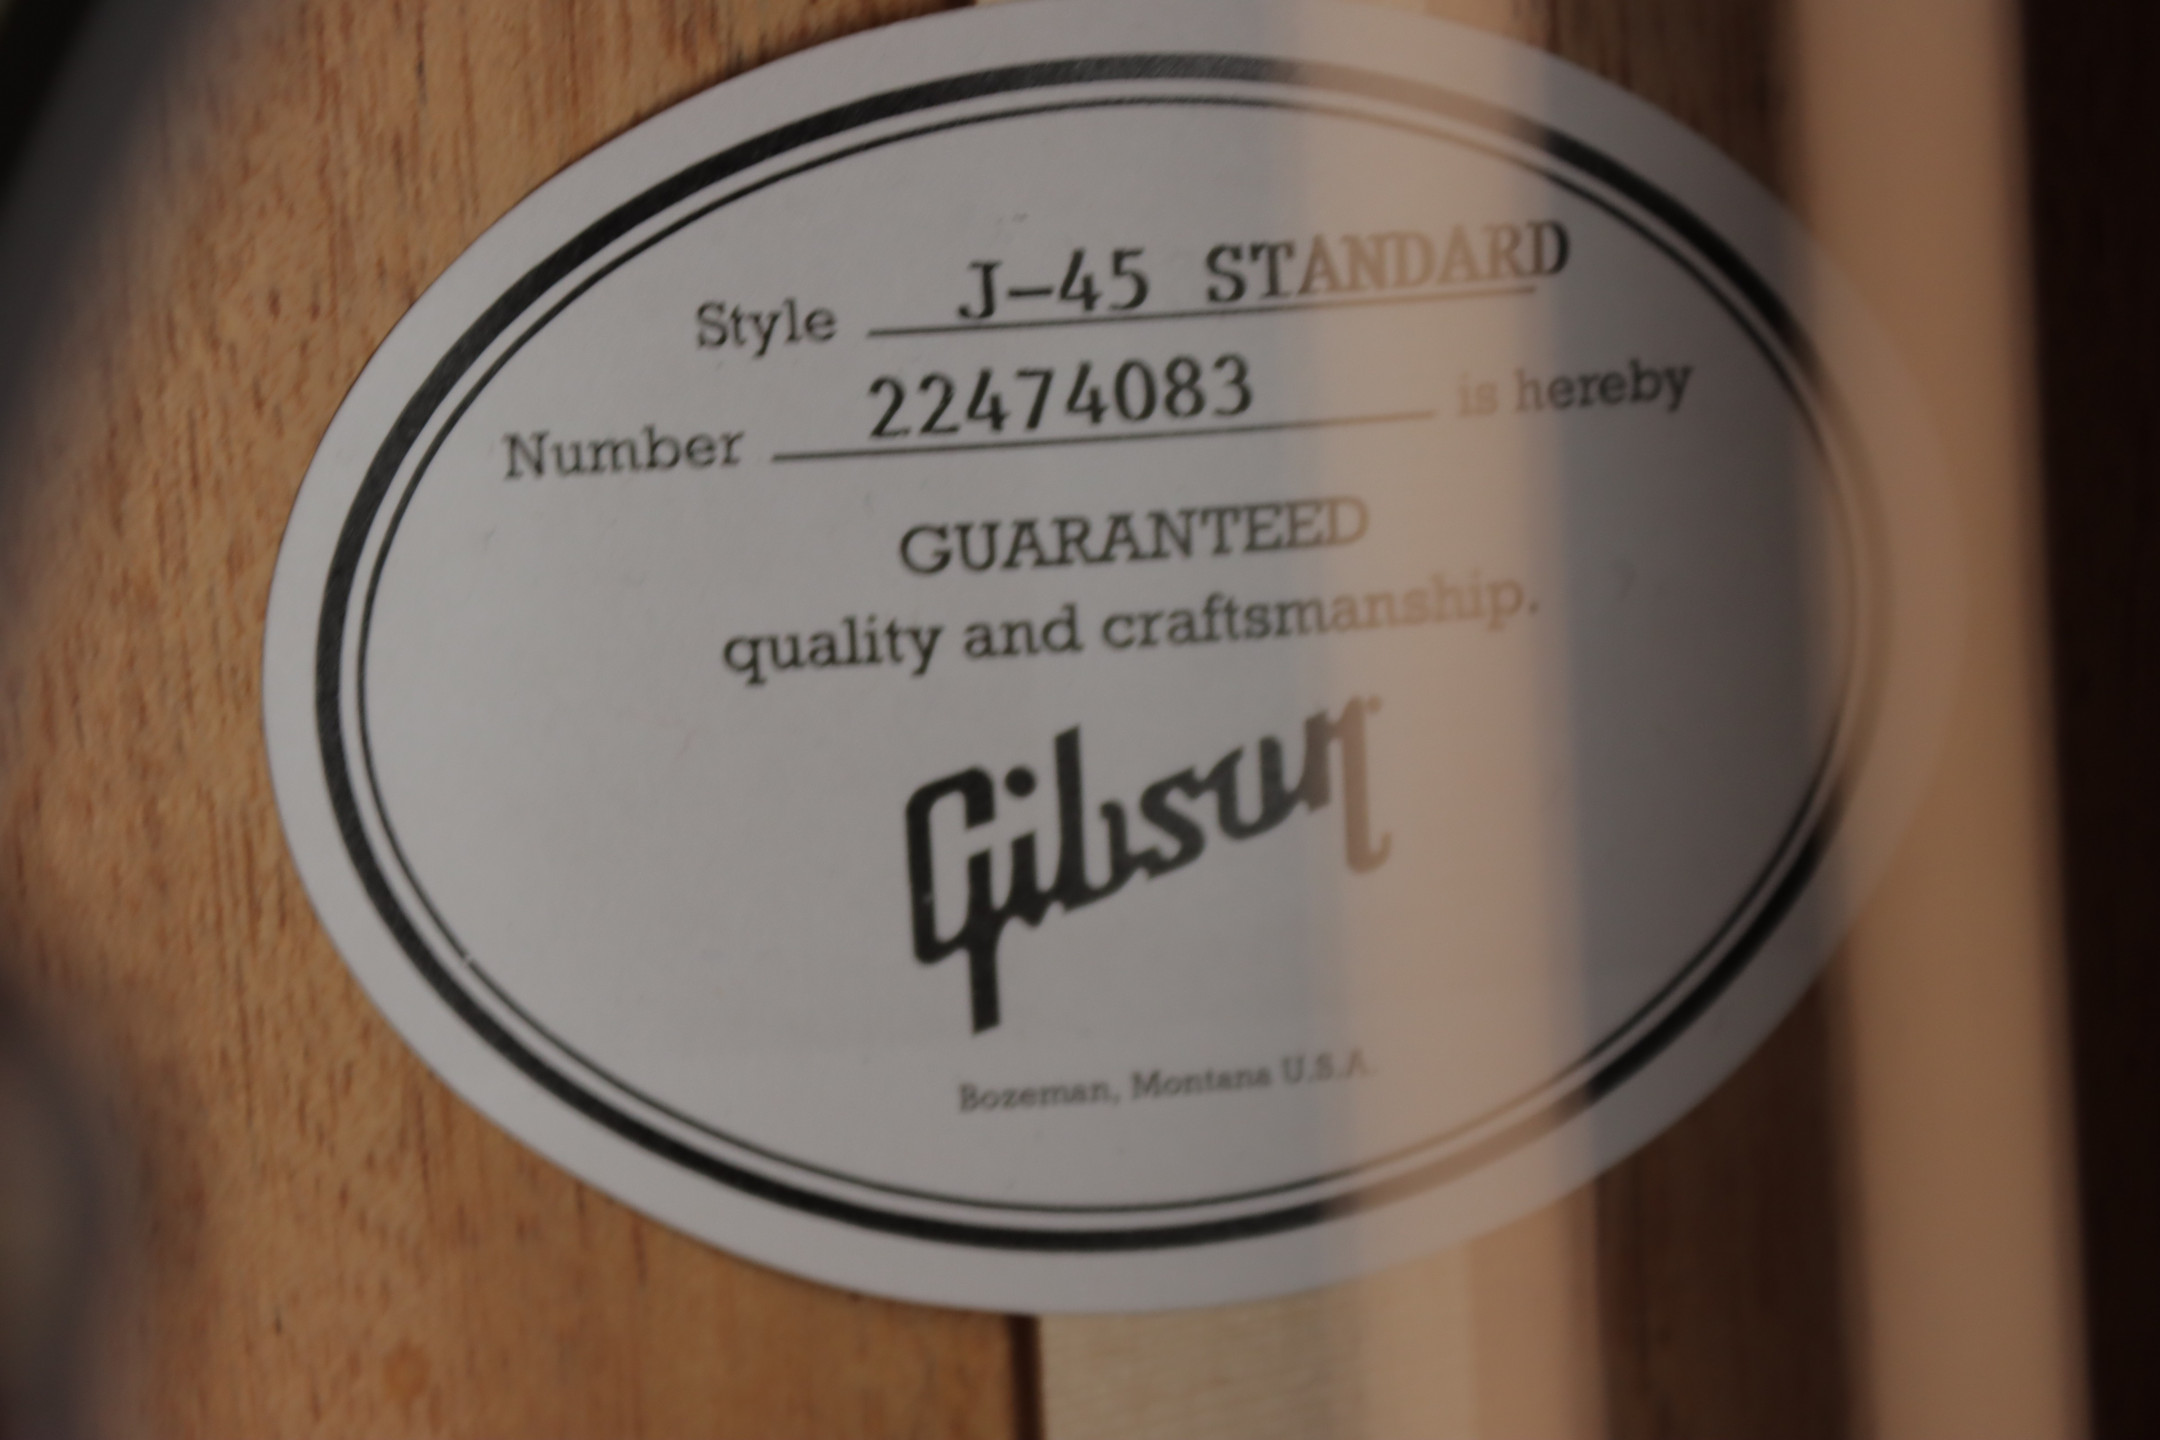 Style J-45 STANDARD
Number 22474083 is hereby
GUARANTEED
quality and craftsmanship.
Gibson
Bozeman, Montana U.S.A.